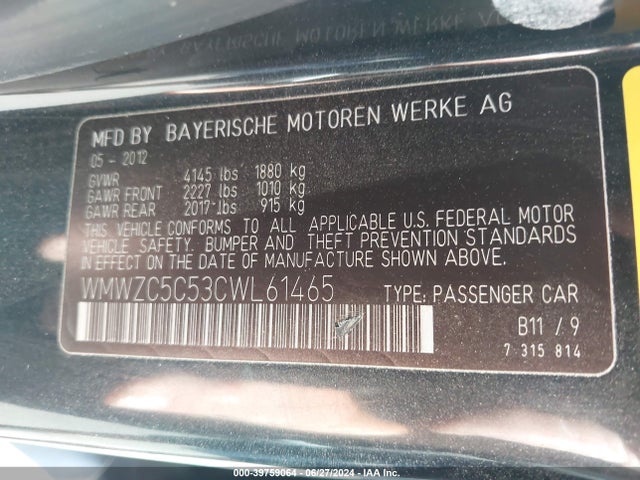 MFD BY BAYERISCHE MOTOREN WERKE AG
05 - 2012
GVWR 4145 lbs 1880 kg
GAWR FRONT 2227 lbs 1010 kg
GAWR REAR 2017 lbs 915 kg
THIS VEHICLE CONFORMS TO ALL APPLICABLE U.S. FEDERAL MOTOR
VEHICLE SAFETY, BUMPER AND THEFT PREVENTION STANDARDS
IN EFFECT ON THE DATE OF MANUFACTURE SHOWN ABOVE.
WMWZC5C53CWL61465 TYPE: PASSENGER CAR
B11 / 9
7 315 814
000-39759064 - 06/27/2024 - IAA Inc.